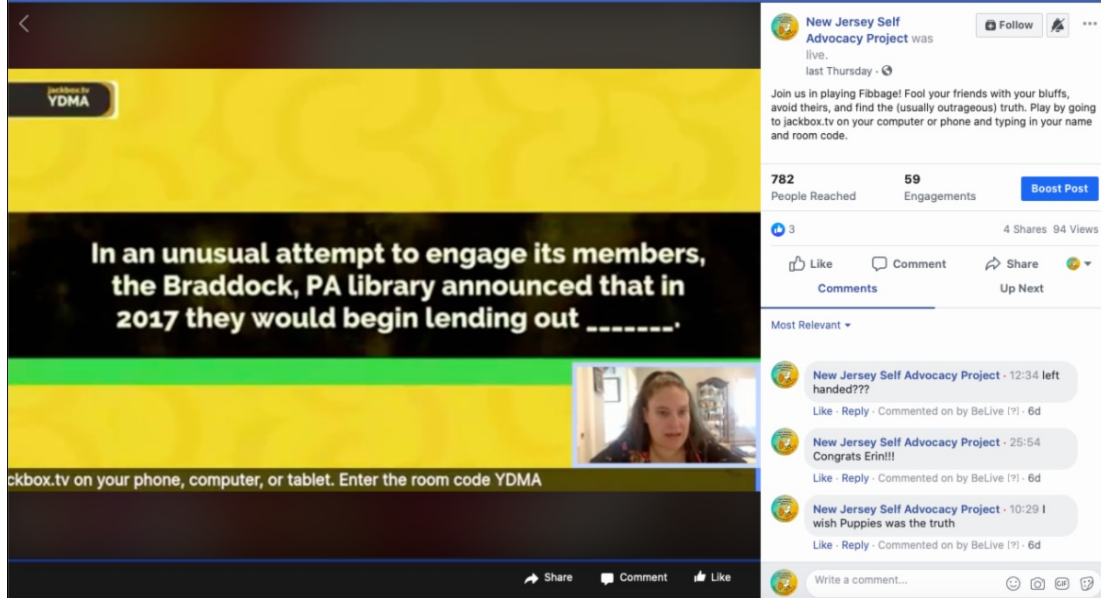 jackbox.tv
YDMA
In an unusual attempt to engage its members,
the Braddock, PA library announced that in
2017 they would begin lending out _______.
ckbox.tv on your phone, computer, or tablet. Enter the room code YDMA
Share Comment Like
New Jersey Self
Advocacy Project was
live.
last Thursday ·
Follow
Join us in playing Fibbage! Fool your friends with your bluffs,
avoid theirs, and find the (usually outrageous) truth. Play by going
to jackbox.tv on your computer or phone and typing in your name
and room code.
782 59
People Reached Engagements
Boost Post
3 4 Shares 94 Views
Like Comment Share
Comments Up Next
Most Relevant
New Jersey Self Advocacy Project · 12:34 left
handed???
Like · Reply · Commented on by BeLive [?] · 6d
New Jersey Self Advocacy Project · 25:54
Congrats Erin!!!
Like · Reply · Commented on by BeLive [?] · 6d
New Jersey Self Advocacy Project · 10:29 I
wish Puppies was the truth
Like · Reply · Commented on by BeLive [?] · 6d
Write a comment...
GIF